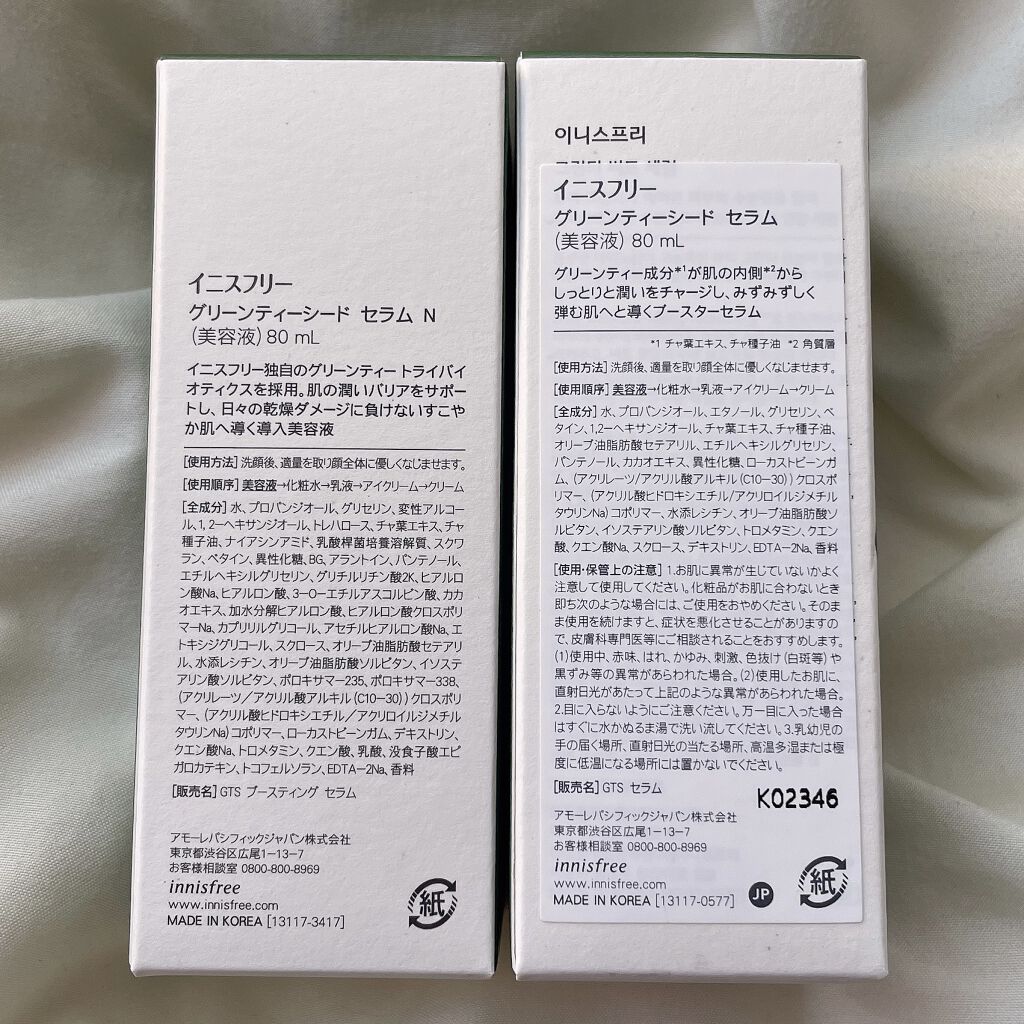 イニスフリー
グリーンティーシード セラム N
(美容液) 80 mL
イニスフリー独自のグリーンティー トライバイ
オティクスを採用。肌の潤いバリアをサポー
トし、日々の乾燥ダメージに負けないすこや
か肌へ導く導入美容液
[使用方法] 洗顔後、適量を取り顔全体に優しくなじませます。
[使用順序] 美容液→化粧水→乳液→アイクリーム→クリーム
[全成分] 水、プロパンジオール、グリセリン、変性アルコー
ル、1,2-ヘキサンジオール、トレハロース、チャ葉エキス、チャ
種子油、ナイアシンアミド、乳酸桿菌培養溶解質、スクワ
ラン、ベタイン、異性化糖、BG、アラントイン、パンテノール、
エチルヘキシルグリセリン、グリチルリチン酸2K、ヒアルロ
ン酸Na、ヒアルロン酸、3-O-エチルアスコルビン酸、カカ
オエキス、加水分解ヒアルロン酸、ヒアルロン酸クロスポリ
マーNa、カプリリルグリコール、アセチルヒアルロン酸Na、エ
トキシジグリコール、スクロース、オリーブ油脂肪酸セテアリ
ル、水添レシチン、オリーブ油脂肪酸ソルビタン、イソステ
アリン酸ソルビタン、ポロキサマー235、ポロキサマー338、
(アクリレーツ/アクリル酸アルキル(C10-30))クロスポリ
マー、(アクリル酸ヒドロキシエチル/アクリロイルジメチル
タウリンNa)コポリマー、ローカストビーンガム、デキストリン、
クエン酸Na、トロメタミン、クエン酸、乳酸、没食子酸エピ
ガロカテキン、トコフェルソラン、EDTA-2Na、香料
[販売名] GTS ブースティング セラム
アモーレパシフィックジャパン株式会社
東京都渋谷区広尾1-13-7
お客様相談室 0800-800-8969
innisfree
www.innisfree.com
MADE IN KOREA [13117-3417]
紙
이니스프리
イニスフリー
グリーンティーシード セラム
(美容液) 80 mL
グリーンティー成分*1が肌の内側*2から
しっとりと潤いをチャージし、みずみずしく
弾む肌へと導くブースターセラム
*1 チャ葉エキス、チャ種子油 *2 角質層
[使用方法] 洗顔後、適量を取り顔全体に優しくなじませます。
[使用順序] 美容液→化粧水→乳液→アイクリーム→クリーム
[全成分] 水、プロパンジオール、エタノール、グリセリン、ベ
タイン、1,2-ヘキサンジオール、チャ葉エキス、チャ種子油、
オリーブ油脂肪酸セテアリル、エチルヘキシルグリセリン、
パンテノール、カカオエキス、異性化糖、ローカストビーンガ
ム、(アクリレーツ/アクリル酸アルキル(C10-30))クロスポ
リマー、(アクリル酸ヒドロキシエチル/アクリロイルジメチル
タウリンNa)コポリマー、水添レシチン、オリーブ油脂肪酸ソ
ルビタン、イソステアリン酸ソルビタン、トロメタミン、クエン
酸、クエン酸Na、スクロース、デキストリン、EDTA-2Na、香料
[使用・保管上の注意] 1.お肌に異常が生じていないかよく
注意して使用してください。化粧品がお肌に合わないとき
即ち次のような場合には、ご使用をおやめください。そのま
ま使用を続けますと、症状を悪化させることがありますの
で、皮膚科専門医等にご相談されることをおすすめします。
(1)使用中、赤味、はれ、かゆみ、刺激、色抜け(白斑等)や
黒ずみ等の異常があらわれた場合。(2)使用したお肌に、
直射日光があたって上記のような異常があらわれた場合。
2.目に入らないようにご注意ください。万一目に入った場合
はすぐに水かぬるま湯で洗い流してください。3.乳幼児の
手の届く場所、直射日光の当たる場所、高温多湿または極
度に低温になる場所には置かないでください。
[販売名] GTS セラム
K02346
アモーレパシフィックジャパン株式会社
東京都渋谷区広尾1-13-7
お客様相談室 0800-800-8969
innisfree
www.innisfree.com
MADE IN KOREA [13117-0577]
JP
紙